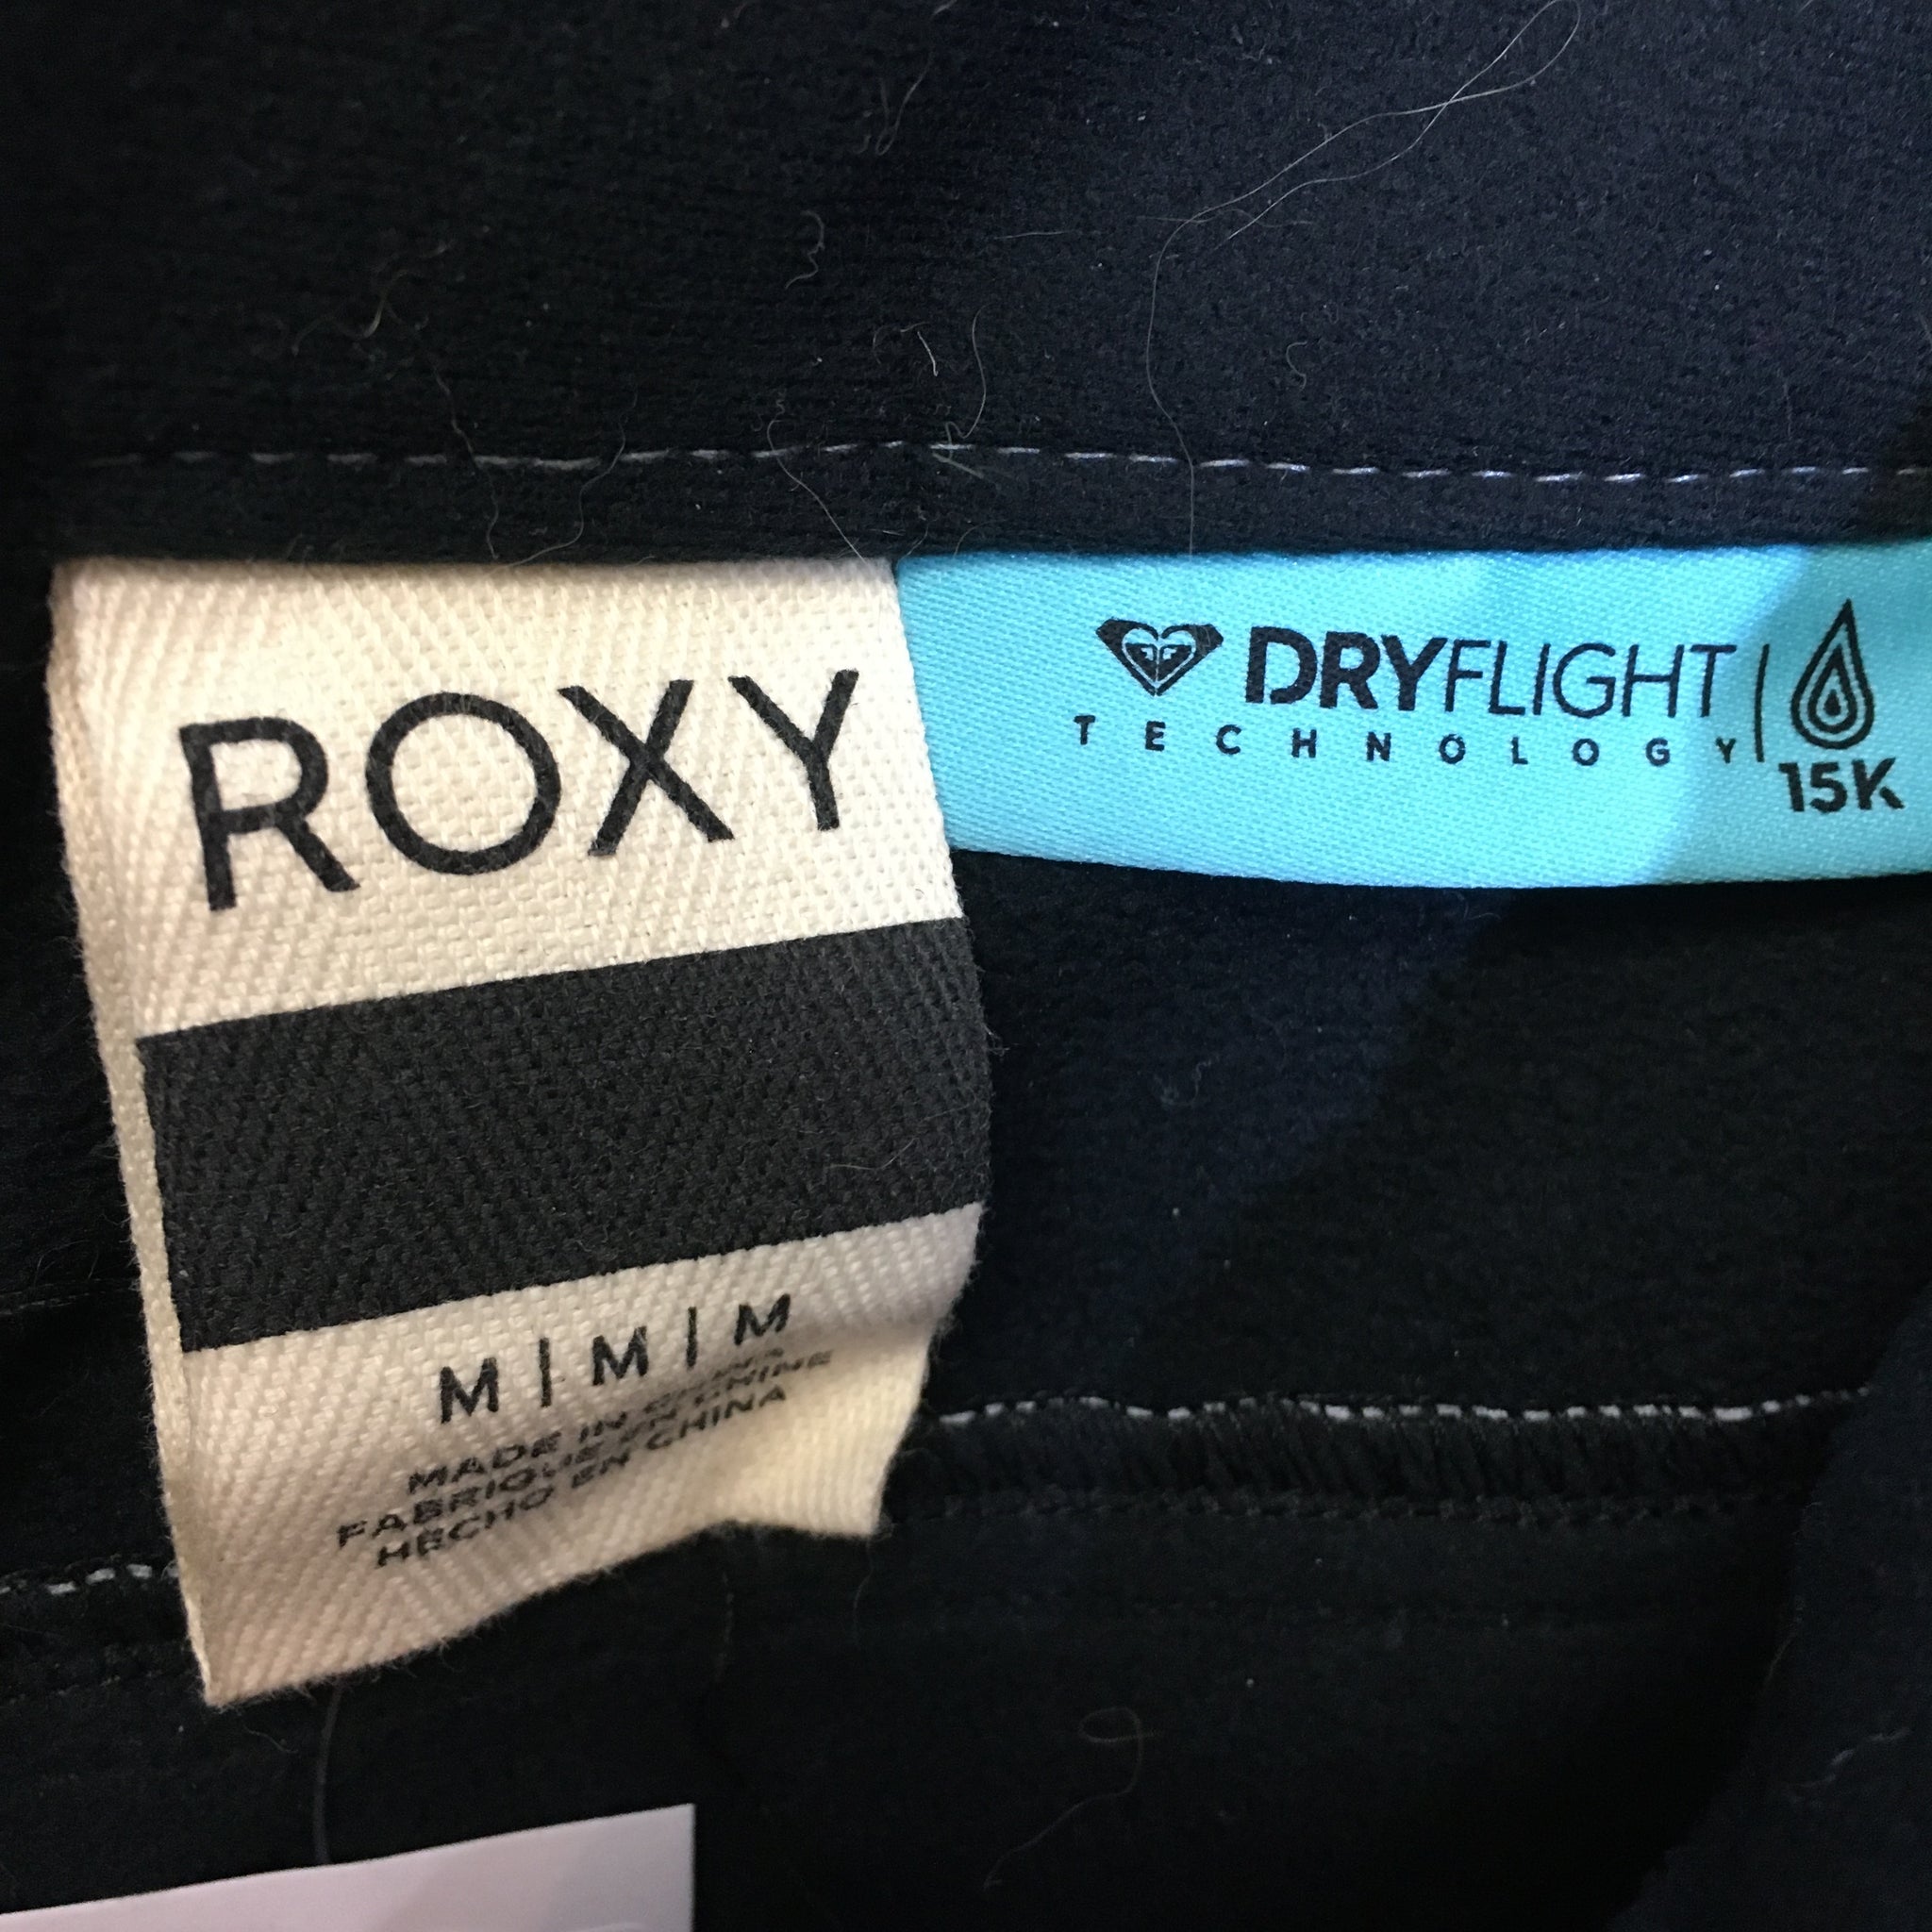 ROXY
M | M | M
MADE IN CHINA
FABRIQUE EN CHINE
HECHO EN CHINA
DRYFLIGHT
TECHNOLOGY
15K